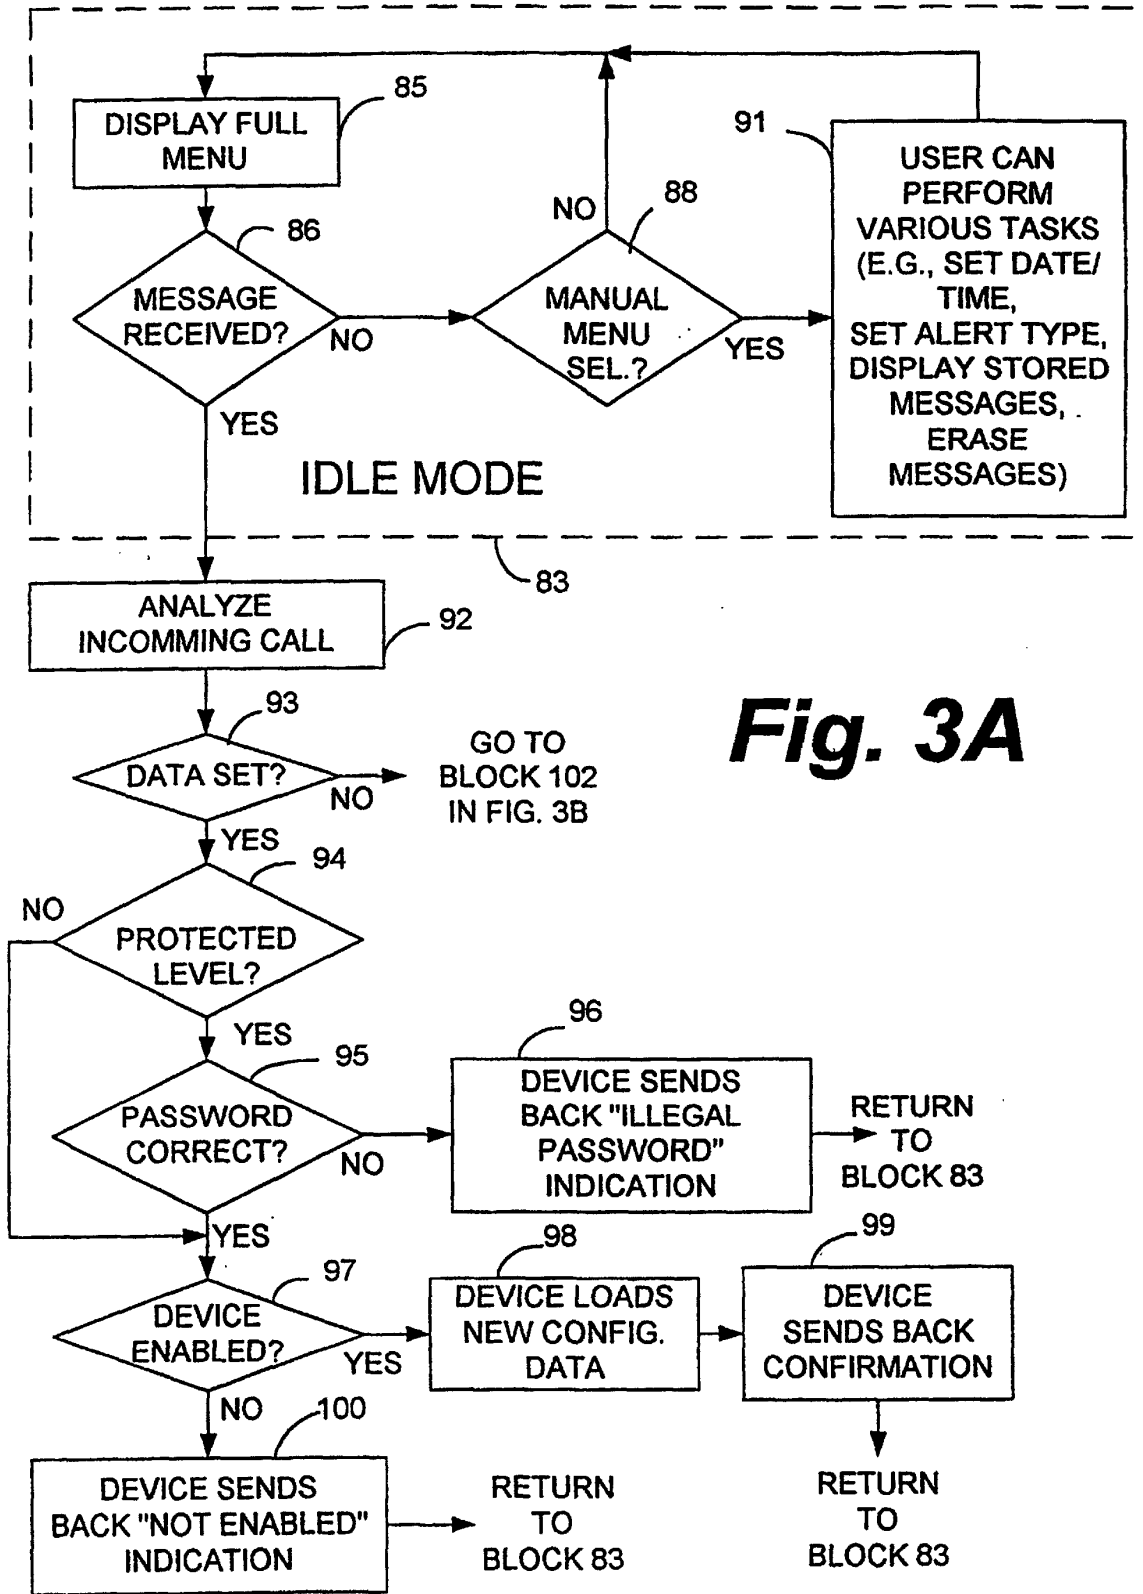 85
DISPLAY FULL
MENU
86
MESSAGE
RECEIVED?
NO
YES
NO
88
MANUAL
MENU
SEL.?
YES
91
USER CAN
PERFORM
VARIOUS TASKS
(E.G., SET DATE/
TIME,
SET ALERT TYPE,
DISPLAY STORED
MESSAGES,
ERASE
MESSAGES)
IDLE MODE
83
ANALYZE
INCOMMING CALL
92
93
DATA SET?
NO
GO TO
BLOCK 102
IN FIG. 3B
Fig. 3A
YES
94
NO
PROTECTED
LEVEL?
YES
95
PASSWORD
CORRECT?
NO
96
DEVICE SENDS
BACK "ILLEGAL
PASSWORD"
INDICATION
RETURN
TO
BLOCK 83
YES
97
DEVICE
ENABLED?
YES
98
DEVICE LOADS
NEW CONFIG.
DATA
99
DEVICE
SENDS BACK
CONFIRMATION
NO
100
DEVICE SENDS
BACK "NOT ENABLED"
INDICATION
RETURN
TO
BLOCK 83
RETURN
TO
BLOCK 83